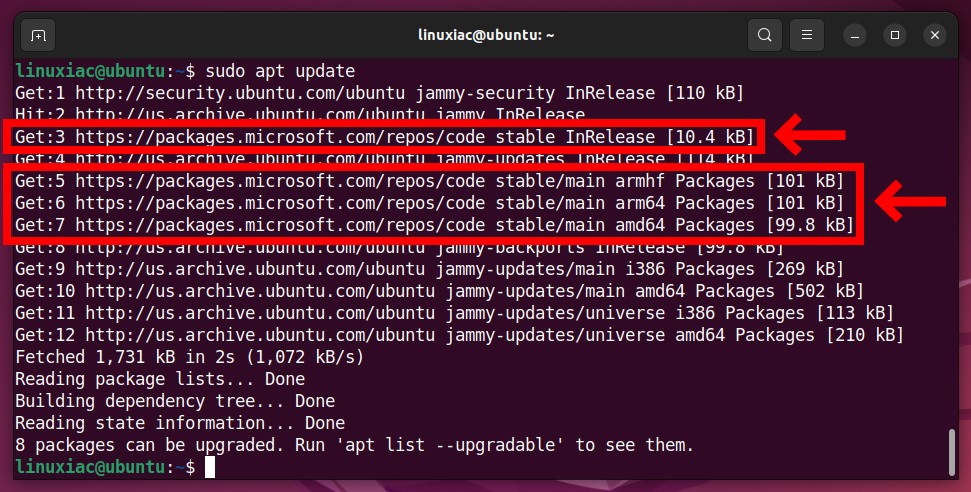 linuxiac@ubuntu: ~
linuxiac@ubuntu:~$ sudo apt update
Get:1 http://security.ubuntu.com/ubuntu jammy-security InRelease [110 kB]
Hit:2 http://us.archive.ubuntu.com/ubuntu jammy InRelease
Get:3 https://packages.microsoft.com/repos/code stable InRelease [10.4 kB]
Get:4 http://us.archive.ubuntu.com/ubuntu jammy-updates InRelease [114 kB]
Get:5 https://packages.microsoft.com/repos/code stable/main armhf Packages [101 kB]
Get:6 https://packages.microsoft.com/repos/code stable/main arm64 Packages [101 kB]
Get:7 https://packages.microsoft.com/repos/code stable/main amd64 Packages [99.8 kB]
Get:8 http://us.archive.ubuntu.com/ubuntu jammy-backports InRelease [99.8 kB]
Get:9 http://us.archive.ubuntu.com/ubuntu jammy-updates/main i386 Packages [269 kB]
Get:10 http://us.archive.ubuntu.com/ubuntu jammy-updates/main amd64 Packages [502 kB]
Get:11 http://us.archive.ubuntu.com/ubuntu jammy-updates/universe i386 Packages [113 kB]
Get:12 http://us.archive.ubuntu.com/ubuntu jammy-updates/universe amd64 Packages [210 kB]
Fetched 1,731 kB in 2s (1,072 kB/s)
Reading package lists... Done
Building dependency tree... Done
Reading state information... Done
8 packages can be upgraded. Run 'apt list --upgradable' to see them.
linuxiac@ubuntu:~$